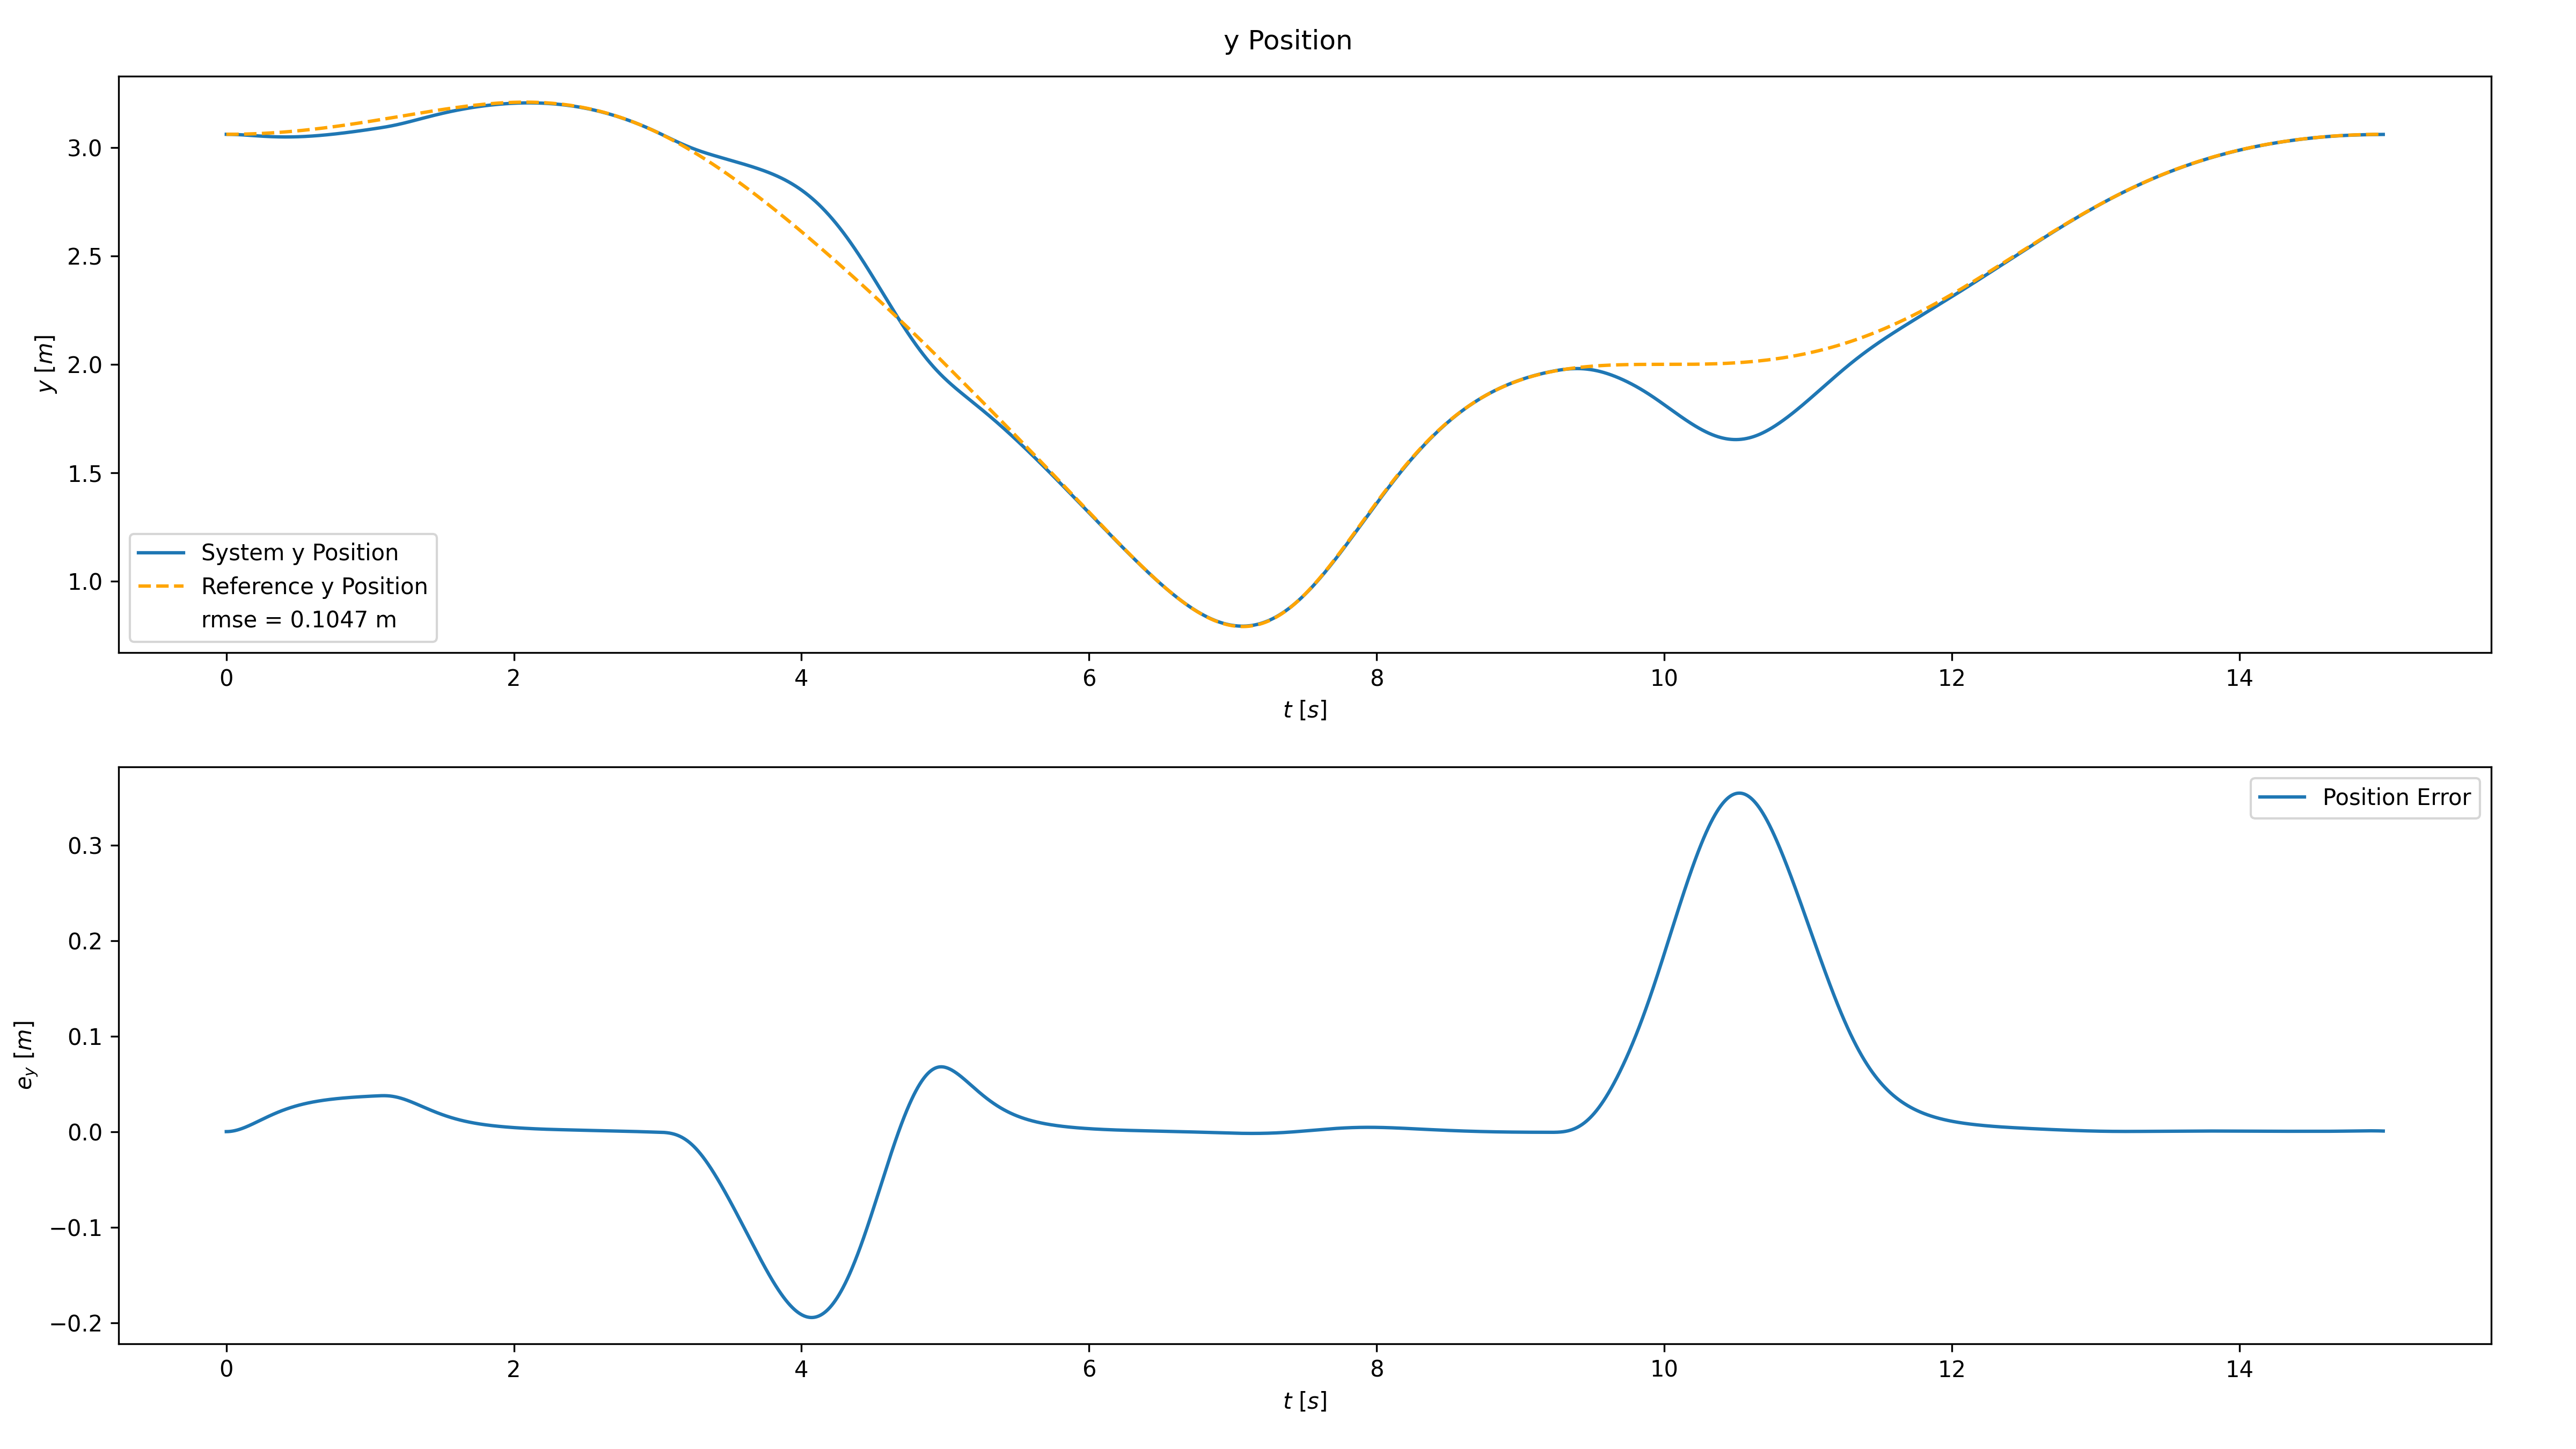 y Position
3.0
2.5
2.0
1.5
1.0
y [m]
System y Position
Reference y Position
rmse = 0.1047 m
0 2 4 6 8 10 12 14
t [s]
Position Error
0.3
0.2
0.1
0.0
−0.1
−0.2
e_y [m]
0 2 4 6 8 10 12 14
t [s]